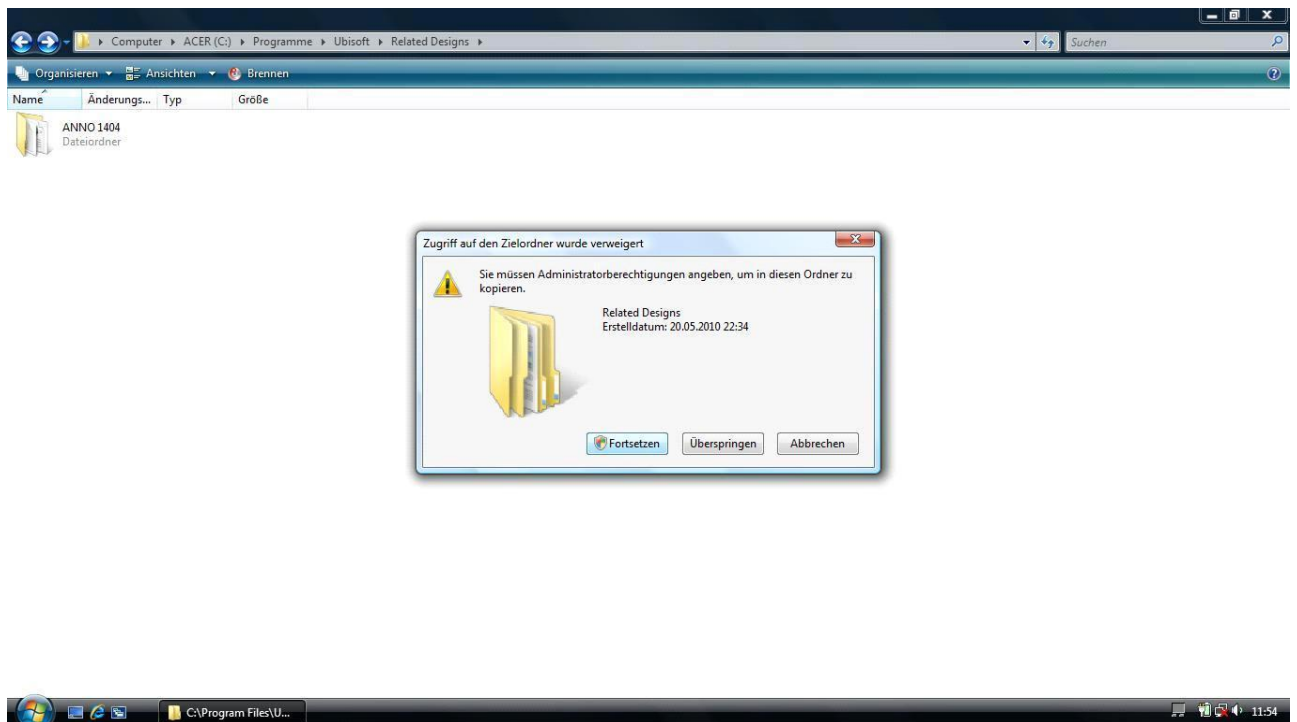 Computer ▸ ACER (C:) ▸ Programme ▸ Ubisoft ▸ Related Designs ▸
Suchen
Organisieren Ansichten Brennen
Name Änderungs... Typ Größe
ANNO 1404
Dateiordner
Zugriff auf den Zielordner wurde verweigert
Sie müssen Administratorberechtigungen angeben, um in diesen Ordner zu
kopieren.
Related Designs
Erstelldatum: 20.05.2010 22:34
Fortsetzen Überspringen Abbrechen
C:\Program Files\U...
11:54